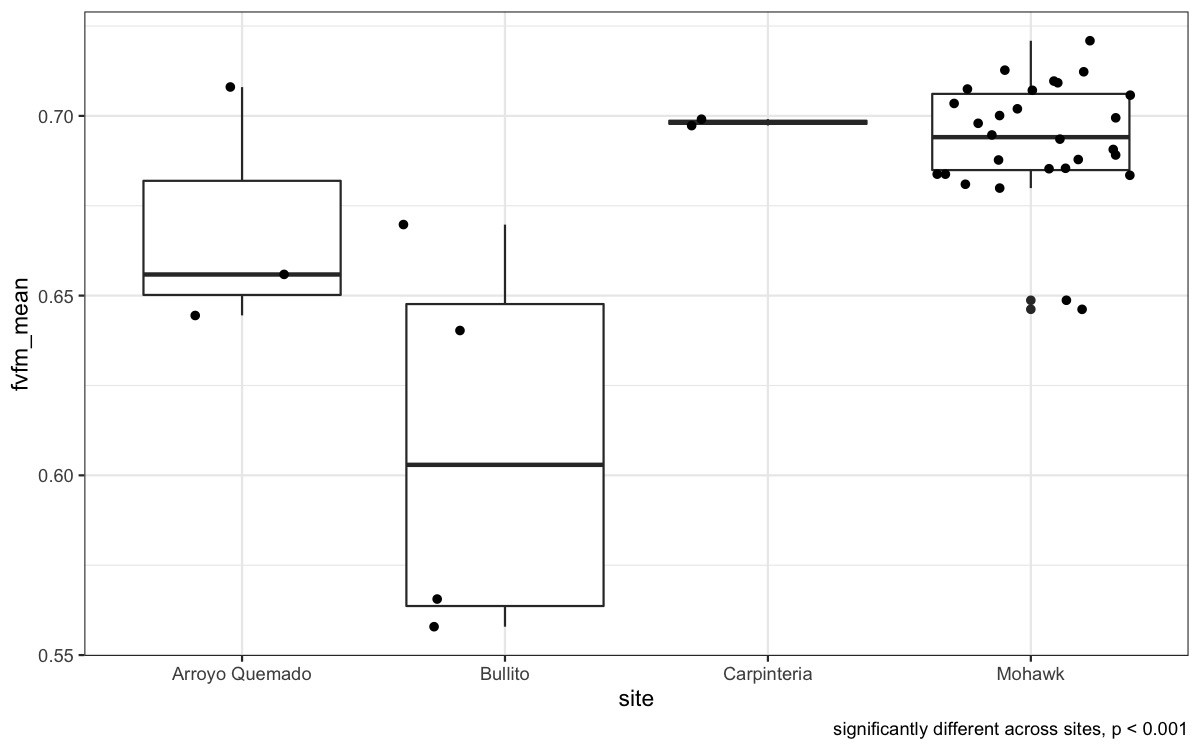 fvfm_mean
0.70
0.65
0.60
0.55
Arroyo Quemado
Bullito
Carpinteria
Mohawk
site
significantly different across sites, p < 0.001